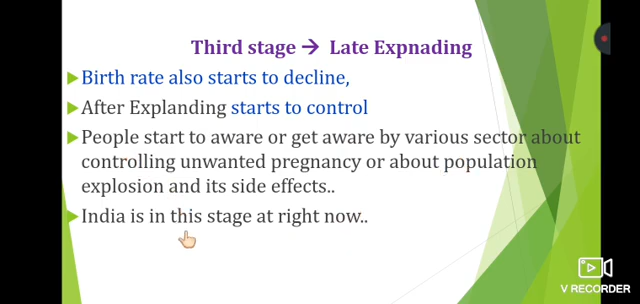 Third stage → Late Expnading
Birth rate also starts to decline,
After Explanding starts to control
People start to aware or get aware by various sector about
controlling unwanted pregnancy or about population
explosion and its side effects..
India is in this stage at right now..
V RECORDER